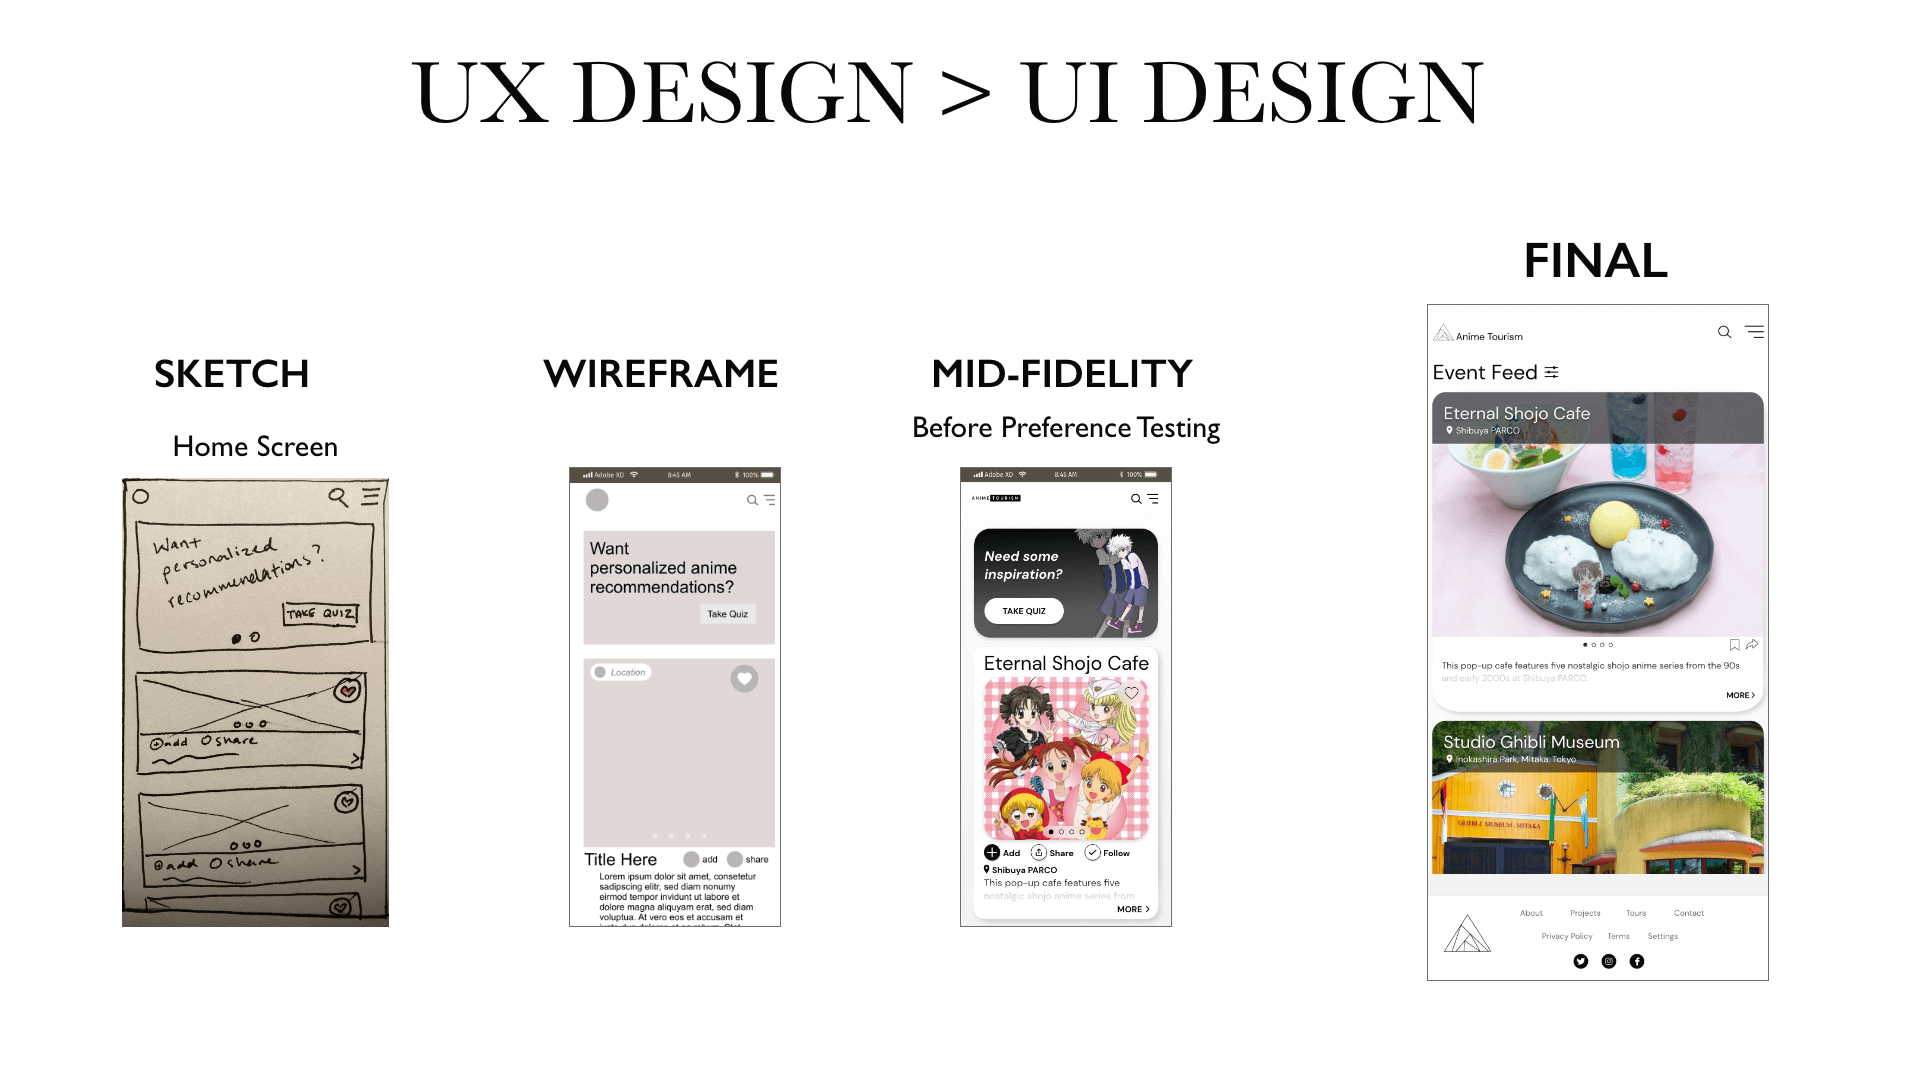 UX DESIGN > UI DESIGN
SKETCH
Home Screen
Want
personalized
recommendations?
TAKE QUIZ
add share
add share
WIREFRAME
Adobe XD 8:45 AM 100%
Want
personalized anime
recommendations?
Take Quiz
Location
Title Here add share
Lorem ipsum dolor sit amet, consetetur
sadipscing elitr, sed diam nonumy
eirmod tempor invidunt ut labore et
dolore magna aliquyam erat, sed diam
voluptua. At vero eos et accusam et
MID-FIDELITY
Before Preference Testing
Adobe XD 8:45 AM 100%
ANIME TOURISM
Need some
inspiration?
TAKE QUIZ
Eternal Shojo Cafe
Add Share Follow
Shibuya PARCO
This pop-up cafe features five
nostalgic shojo anime series from
MORE >
FINAL
Anime Tourism
Event Feed
Eternal Shojo Cafe
Shibuya PARCO
This pop-up cafe features five nostalgic shojo anime series from the 90s
and early 2000s at Shibuya PARCO.
MORE >
Studio Ghibli Museum
Inokashira Park, Mitaka, Tokyo
GHIBLI MUSEUM, MITAKA
About Projects Tours Contact
Privacy Policy Terms Settings